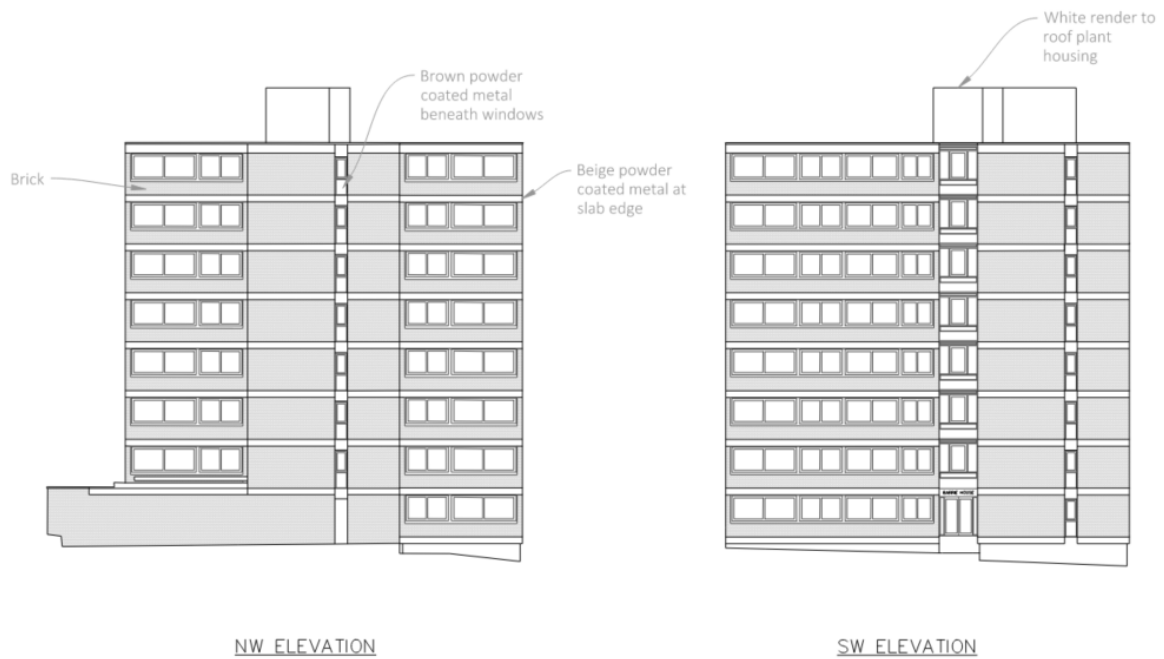 White render to
roof plant
housing
Brown powder
coated metal
beneath windows
Brick
Beige powder
coated metal at
slab edge
NW ELEVATION
SW ELEVATION